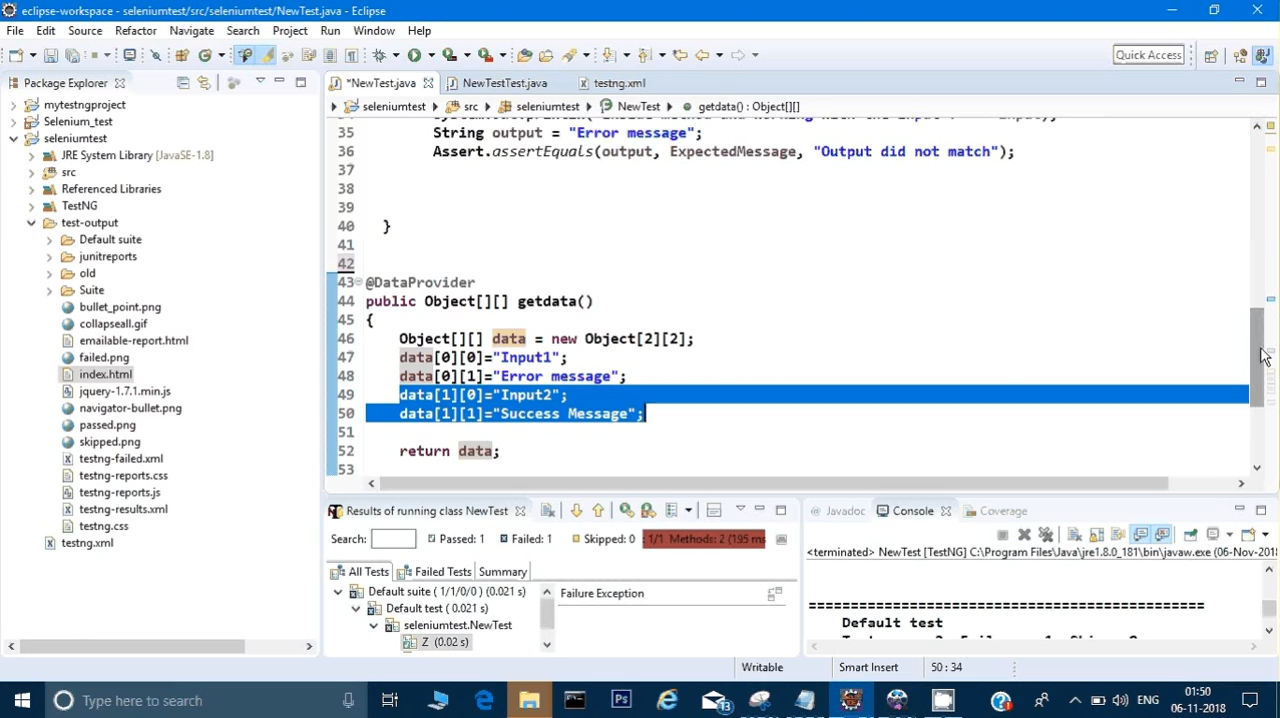 eclipse-workspace - seleniumtest/src/seleniumtest/NewTest.java - Eclipse
File Edit Source Refactor Navigate Search Project Run Window Help
Quick Access
Package Explorer
*NewTest.java NewTestTest.java testng.xml
mytestngproject
Selenium_test
seleniumtest
JRE System Library [JavaSE-1.8]
src
Referenced Libraries
TestNG
test-output
Default suite
junitreports
old
Suite
bullet_point.png
collapseall.gif
emailable-report.html
failed.png
index.html
jquery-1.7.1.min.js
navigator-bullet.png
passed.png
skipped.png
testng-failed.xml
testng-reports.css
testng-reports.js
testng-results.xml
testng.css
testng.xml
seleniumtest src seleniumtest NewTest getdata() : Object[][]
35 String output = "Error message";
36 Assert.assertEquals(output, ExpectedMessage, "Output did not match");
37
38
39
40 }
41
42
43 @DataProvider
44 public Object[][] getdata()
45 {
46 Object[][] data = new Object[2][2];
47 data[0][0]="Input1";
48 data[0][1]="Error message";
49 data[1][0]="Input2";
50 data[1][1]="Success Message";
51
52 return data;
53
Results of running class NewTest
Search: Passed: 1 Failed: 1 Skipped: 0 : 1/1 Methods: 2 (195 ms
All Tests Failed Tests Summary
Default suite ( 1/1/0/0 ) (0.021 s)
Default test ( 0.021 s)
seleniumtest.NewTest
Z (0.02 s)
Failure Exception
Javadoc Console Coverage
<terminated> NewTest [TestNG] C:\Program Files\Java\jre1.8.0_181\bin\javaw.exe (06-Nov-2018
===============================================
Default test
Writable Smart Insert 50 : 34
Type here to search
13
ENG
01:50
06-11-2018